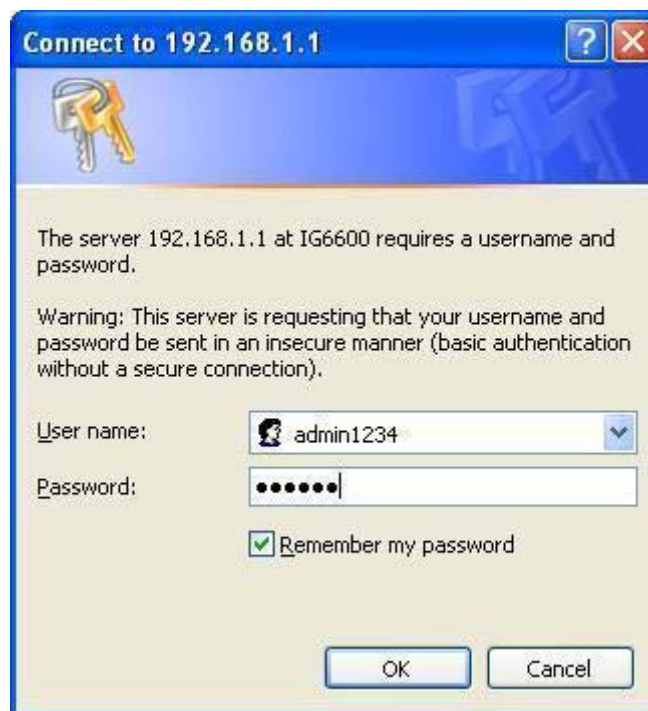 Connect to 192.168.1.1
The server 192.168.1.1 at IG6600 requires a username and
password.
Warning: This server is requesting that your username and
password be sent in an insecure manner (basic authentication
without a secure connection).
User name:
admin1234
Password:
●●●●●●
Remember my password
OK
Cancel